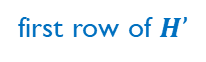 first row of H’